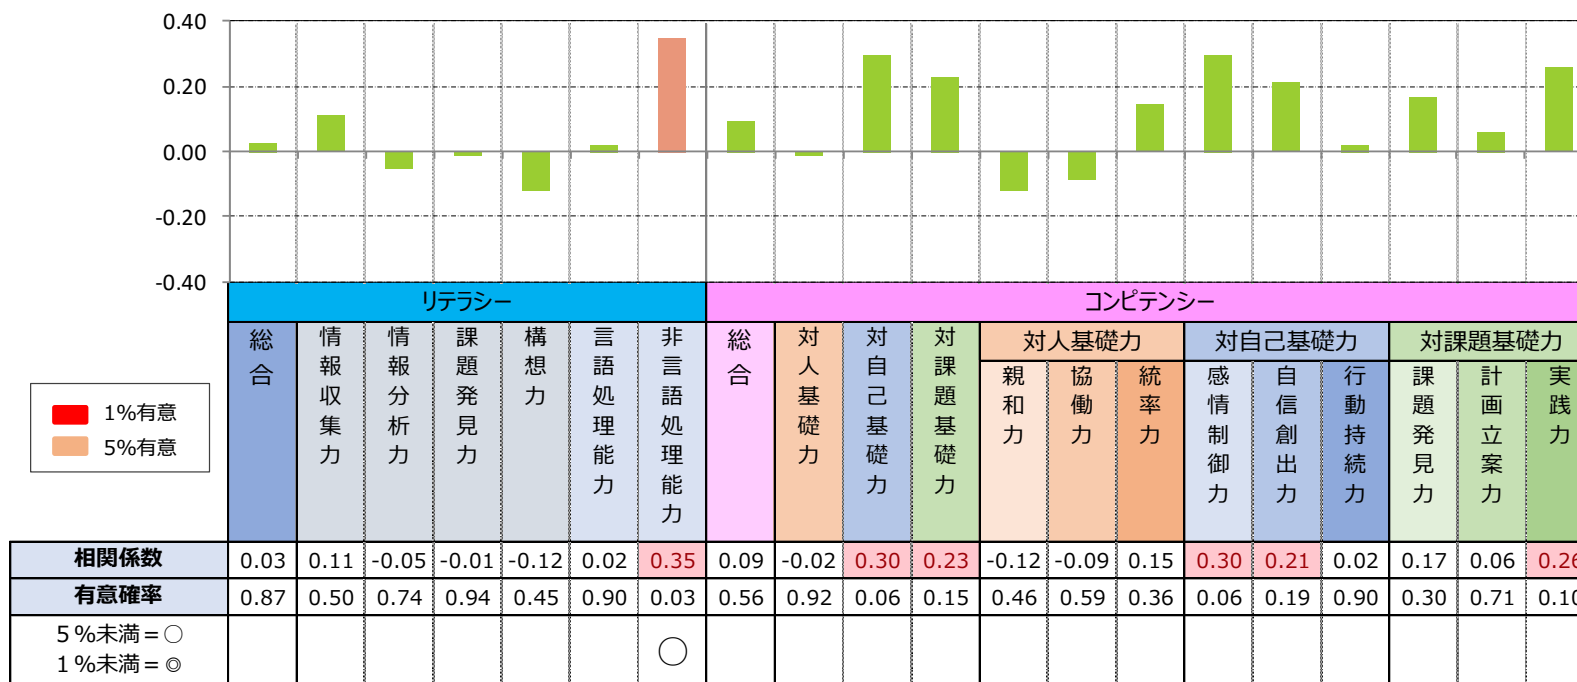 0.40
0.20
0.00
-0.20
-0.40
1%有意
5%有意
リテラシー
コンピテンシー
総合
情報収集力
情報分析力
課題発見力
構想力
言語処理能力
非言語処理能力
総合
対人基礎力
対自己基礎力
対課題基礎力
対人基礎力
親和力
協働力
統率力
対自己基礎力
感情制御力
自信創出力
行動持続力
対課題基礎力
課題発見力
計画立案力
実践力
相関係数 0.03 0.11 -0.05 -0.01 -0.12 0.02 0.35 0.09 -0.02 0.30 0.23 -0.12 -0.09 0.15 0.30 0.21 0.02 0.17 0.06 0.26
有意確率 0.87 0.50 0.74 0.94 0.45 0.90 0.03 0.56 0.92 0.06 0.15 0.46 0.59 0.36 0.06 0.19 0.90 0.30 0.71 0.10
5%未満=○
1%未満=◎
○